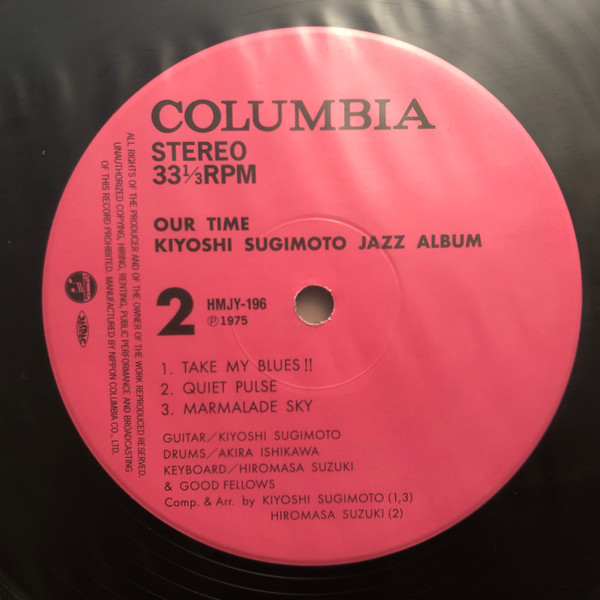 COLUMBIA
STEREO
33⅓RPM
OUR TIME
KIYOSHI SUGIMOTO JAZZ ALBUM
2
HMJY-196
Ⓟ1975
1. TAKE MY BLUES!!
2. QUIET PULSE
3. MARMALADE SKY
GUITAR/KIYOSHI SUGIMOTO
DRUMS/AKIRA ISHIKAWA
KEYBOARD/HIROMASA SUZUKI
& GOOD FELLOWS
Comp. & Arr. by KIYOSHI SUGIMOTO (1,3)
HIROMASA SUZUKI (2)
ALL RIGHTS OF THE PRODUCER AND OF THE OWNER OF THE WORK REPRODUCED RESERVED.
UNAUTHORIZED COPYING, HIRING, RENTING, PUBLIC PERFORMANCE AND BROADCASTING
OF THIS RECORD PROHIBITED. MANUFACTURED BY NIPPON COLUMBIA CO., LTD.
Columbia
JASRAC